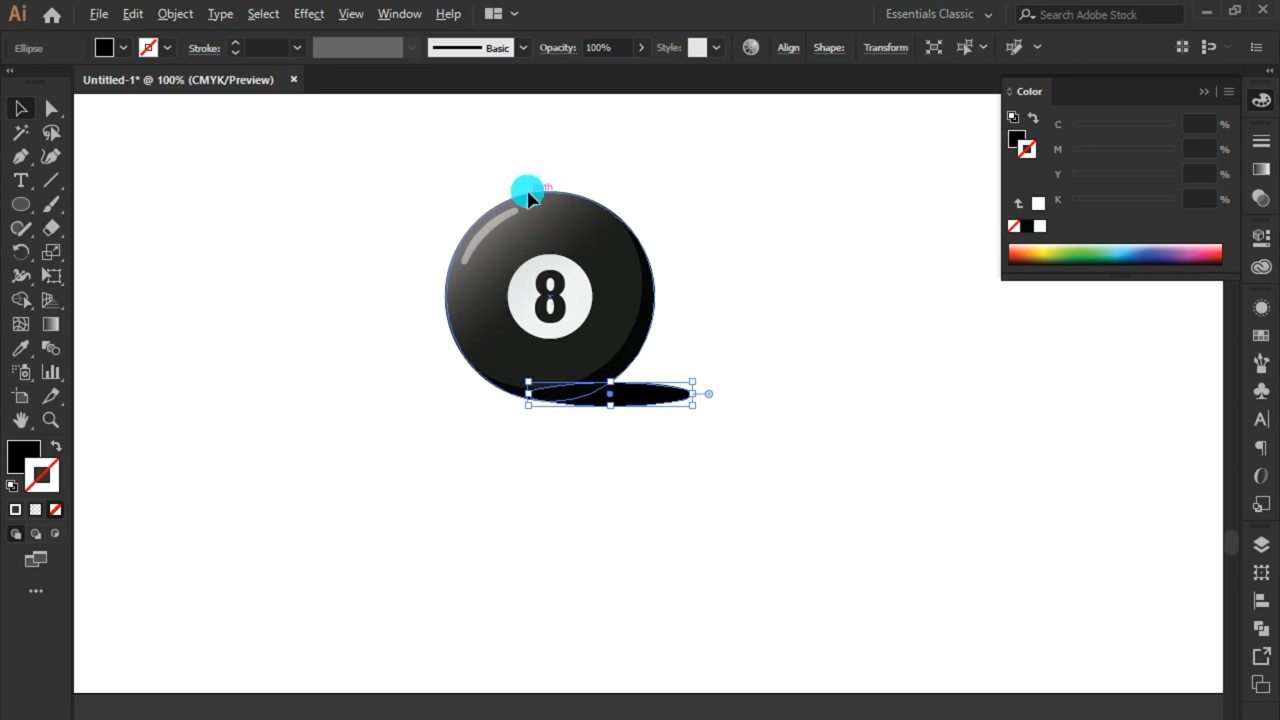 Ai File Edit Object Type Select Effect View Window Help Essentials Classic Search Adobe Stock
Ellipse Stroke: Basic Opacity: 100% Style: Align Shape: Transform
Untitled-1* @ 100% (CMYK/Preview) ×
Color
C %
M %
Y %
K %
path
8